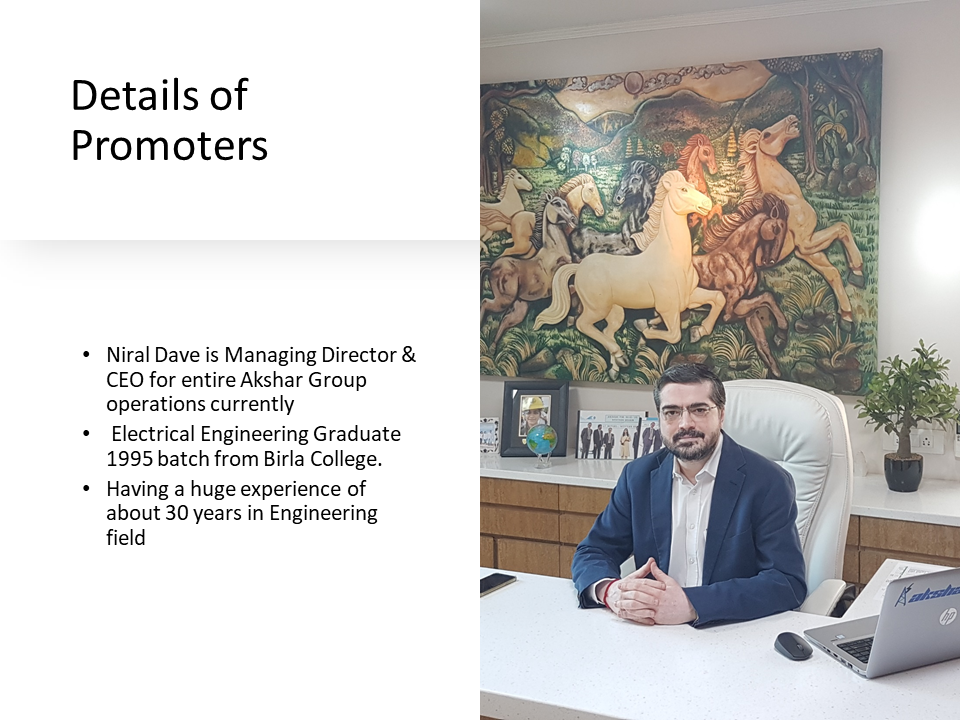 Details of
Promoters
• Niral Dave is Managing Director &
CEO for entire Akshar Group
operations currently
• Electrical Engineering Graduate
1995 batch from Birla College.
• Having a huge experience of
about 30 years in Engineering
field
aksha
hp